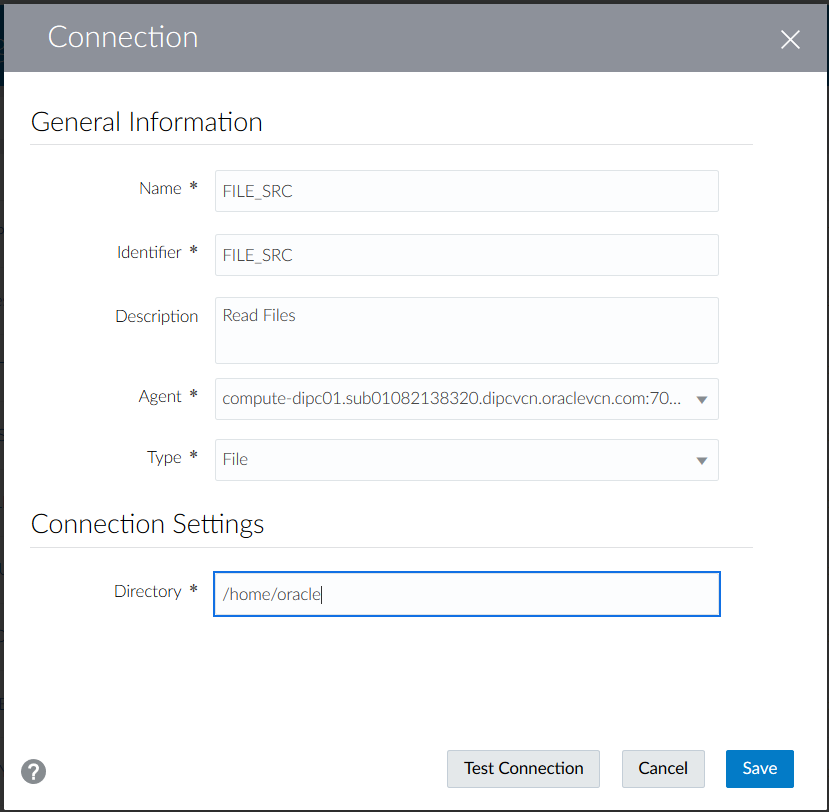 Connection
General Information
Name *
FILE_SRC
Identifier *
FILE_SRC
Description
Read Files
Agent *
compute-dipc01.sub01082138320.dipcvcn.oraclevcn.com:70...
Type *
File
Connection Settings
Directory *
/home/oracle
?
Test Connection
Cancel
Save